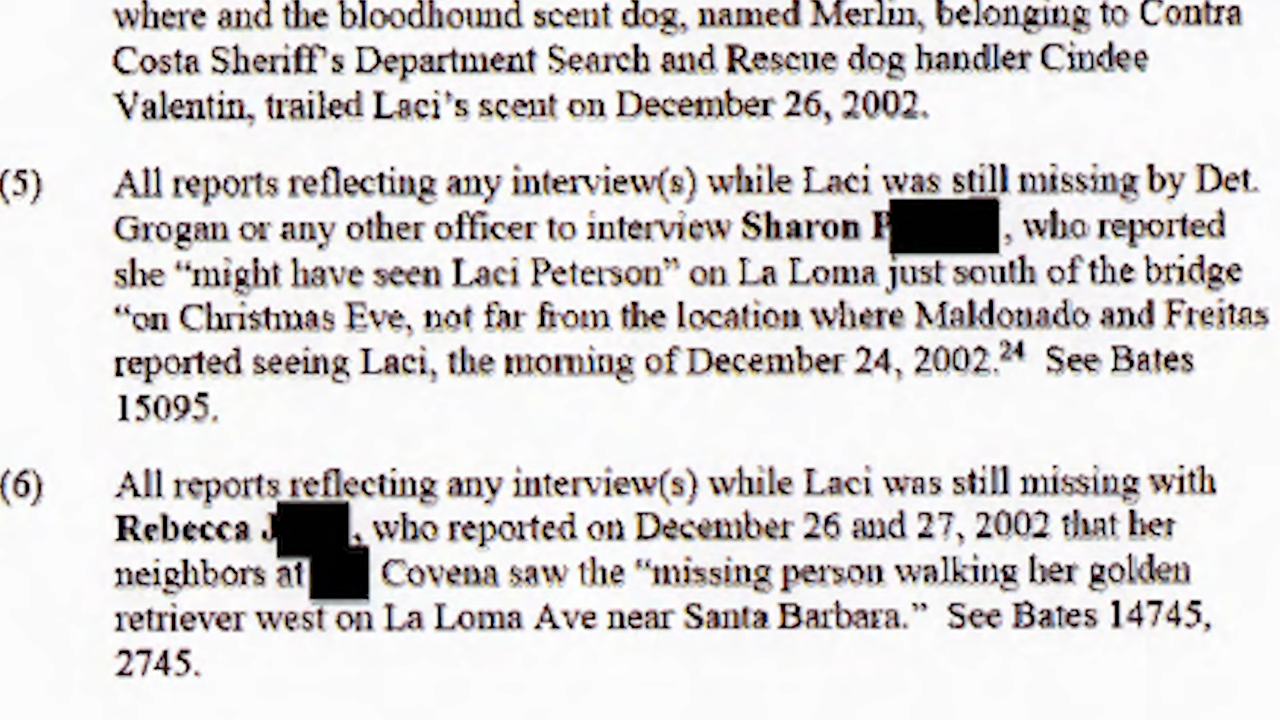 where and the bloodhound scent dog, named Merlin, belonging to Contra
Costa Sheriff's Department Search and Rescue dog handler Cindee
Valentin, trailed Laci's scent on December 26, 2002.
(5) All reports reflecting any interview(s) while Laci was still missing by Det.
Grogan or any other officer to interview Sharon , who reported
she “might have seen Laci Peterson” on La Loma just south of the bridge
“on Christmas Eve, not far from the location where Maldonado and Freitas
reported seeing Laci, the morning of December 24, 2002.24 See Bates
15095.
(6) All reports reflecting any interview(s) while Laci was still missing with
Rebecca J , who reported on December 26 and 27, 2002 that her
neighbors at Covena saw the “missing person walking her golden
retriever west on La Loma Ave near Santa Barbara.” See Bates 14745,
2745.